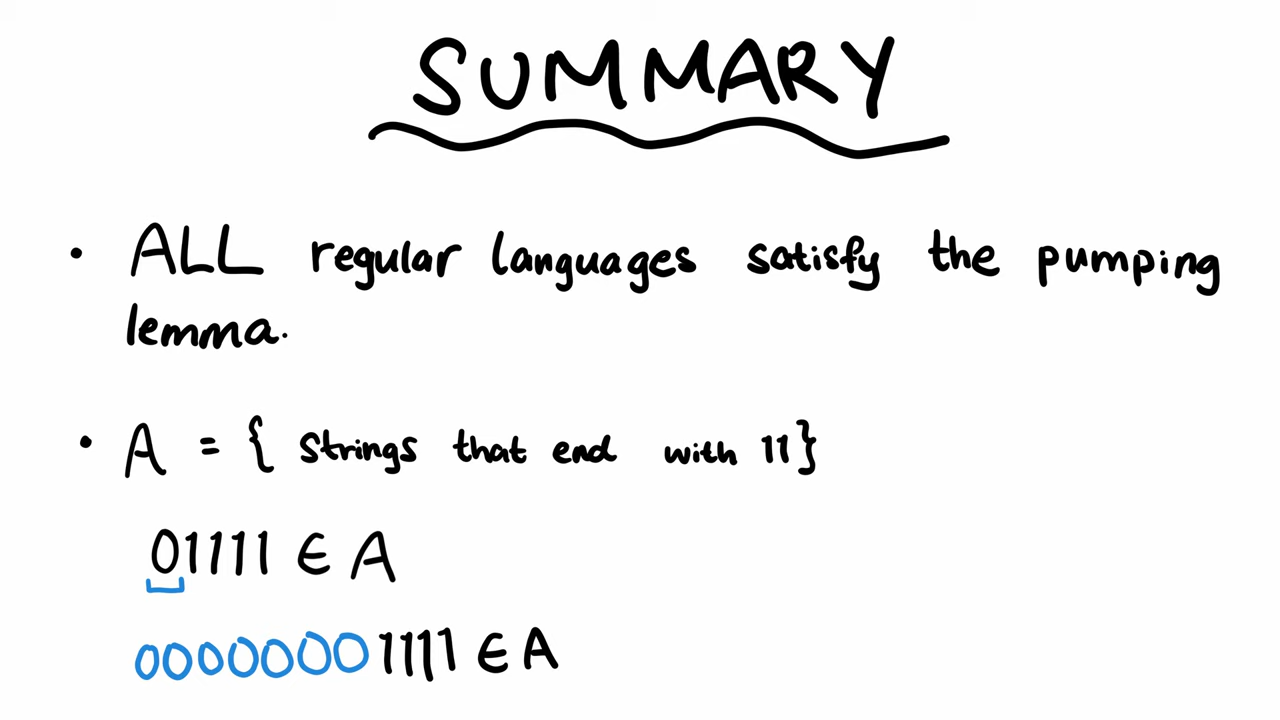 SUMMARY
• ALL regular languages satisfy the pumping
lemma.
• A = { strings that end with 11}
01111 ∈ A
00000001111 ∈ A